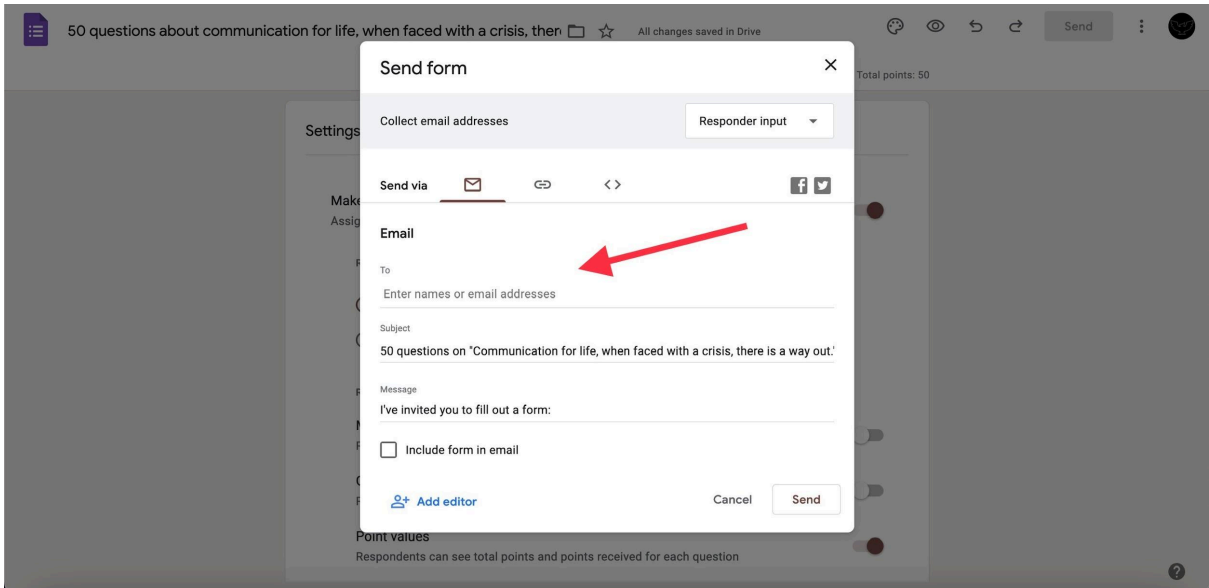 50 questions about communication for life, when faced with a crisis, ther
All changes saved in Drive
Send
Total points: 50
Send form
Collect email addresses
Responder input
Settings
Send via
Make
Assig
Email
To
Enter names or email addresses
Subject
50 questions on "Communication for life, when faced with a crisis, there is a way out.'
Message
I've invited you to fill out a form:
Include form in email
Add editor
Cancel
Send
Point values
Respondents can see total points and points received for each question